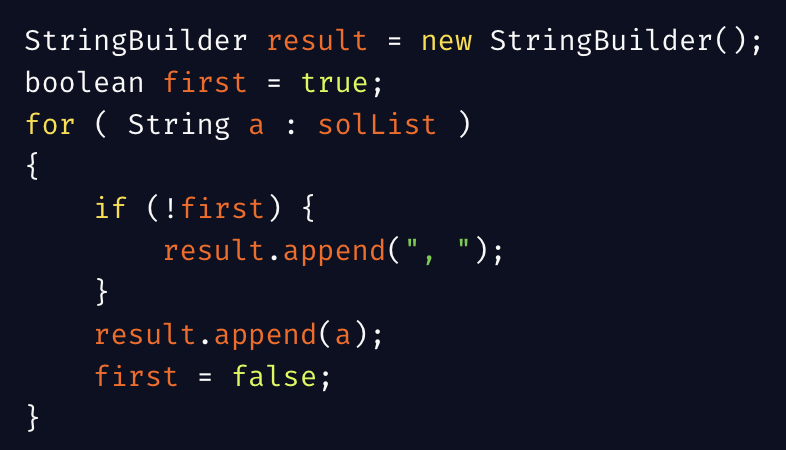 StringBuilder result = new StringBuilder();
boolean first = true;
for ( String a : solList )
{
    if (!first) {
        result.append(", ");
    }
    result.append(a);
    first = false;
}